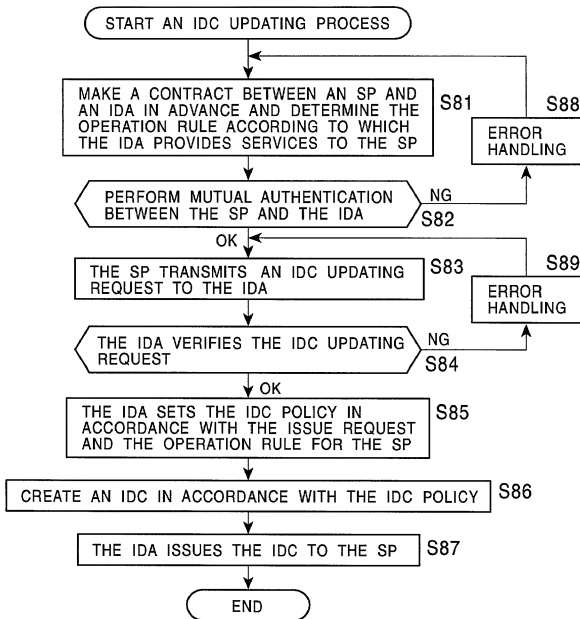 START AN IDC UPDATING PROCESS
MAKE A CONTRACT BETWEEN AN SP AND
AN IDA IN ADVANCE AND DETERMINE THE
OPERATION RULE ACCORDING TO WHICH
THE IDA PROVIDES SERVICES TO THE SP
S81
S88
ERROR
HANDLING
PERFORM MUTUAL AUTHENTICATION
BETWEEN THE SP AND THE IDA
NG
S82
OK
THE SP TRANSMITS AN IDC UPDATING
REQUEST TO THE IDA
S83
S89
ERROR
HANDLING
THE IDA VERIFIES THE IDC UPDATING
REQUEST
NG
S84
OK
THE IDA SETS THE IDC POLICY IN
ACCORDANCE WITH THE ISSUE REQUEST
AND THE OPERATION RULE FOR THE SP
S85
CREATE AN IDC IN ACCORDANCE WITH THE IDC POLICY
S86
THE IDA ISSUES THE IDC TO THE SP
S87
END